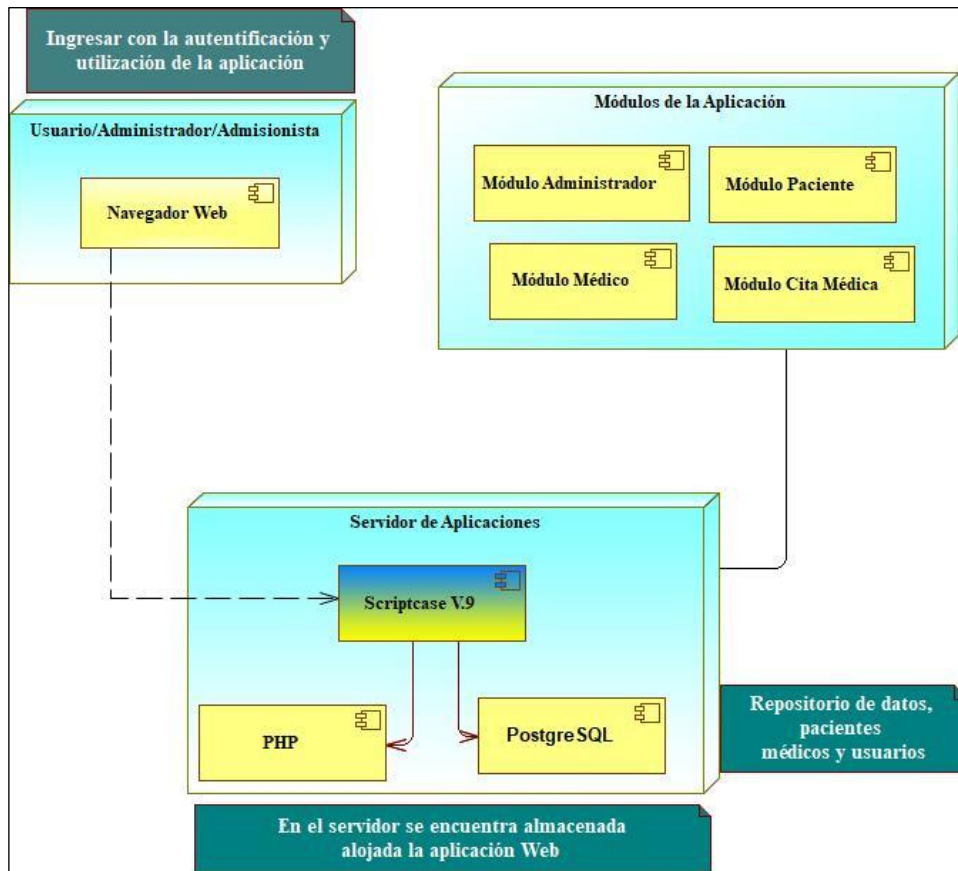 Ingresar con la autentificación y
utilización de la aplicación
Usuario/Administrador/Admisionista
Navegador Web
Módulos de la Aplicación
Módulo Administrador
Módulo Paciente
Módulo Médico
Módulo Cita Médica
Servidor de Aplicaciones
Scriptcase V.9
PHP
PostgreSQL
Repositorio de datos,
pacientes
médicos y usuarios
En el servidor se encuentra almacenada
alojada la aplicación Web